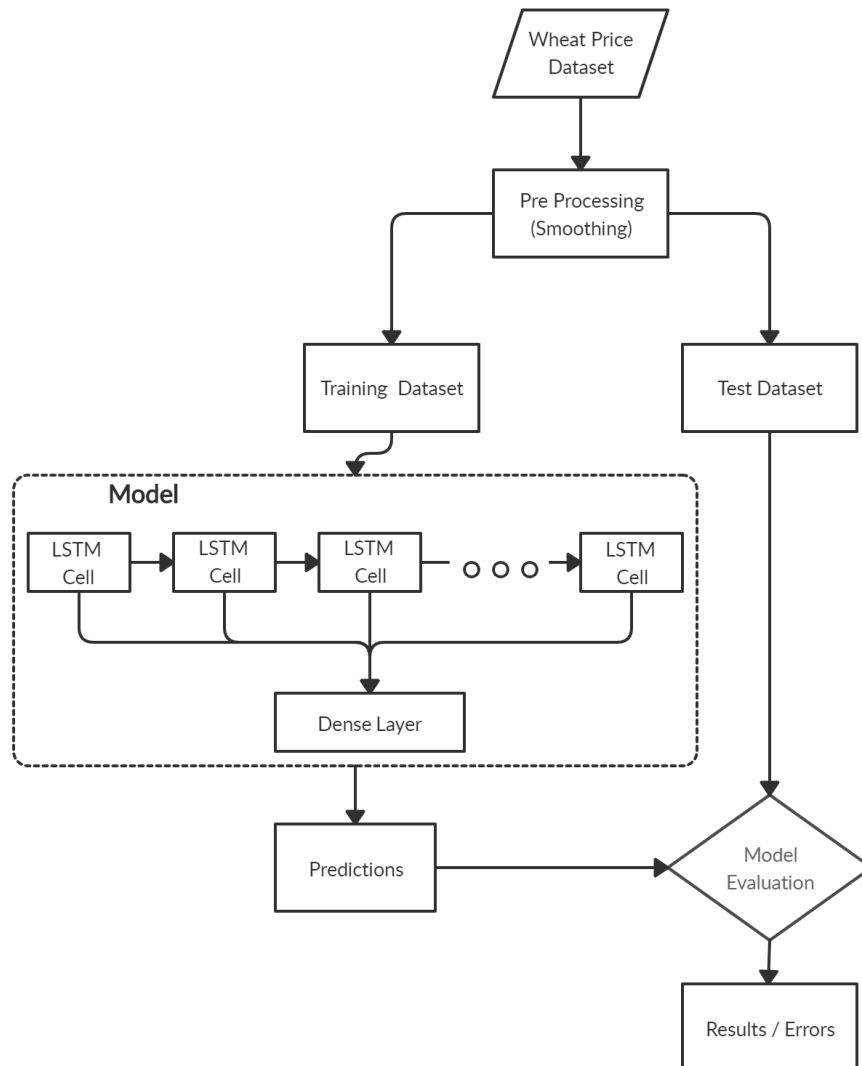 Wheat Price
Dataset
Pre Processing
(Smoothing)
Training Dataset
Test Dataset
Model
LSTM
Cell
LSTM
Cell
LSTM
Cell
LSTM
Cell
Dense Layer
Predictions
Model
Evaluation
Results / Errors